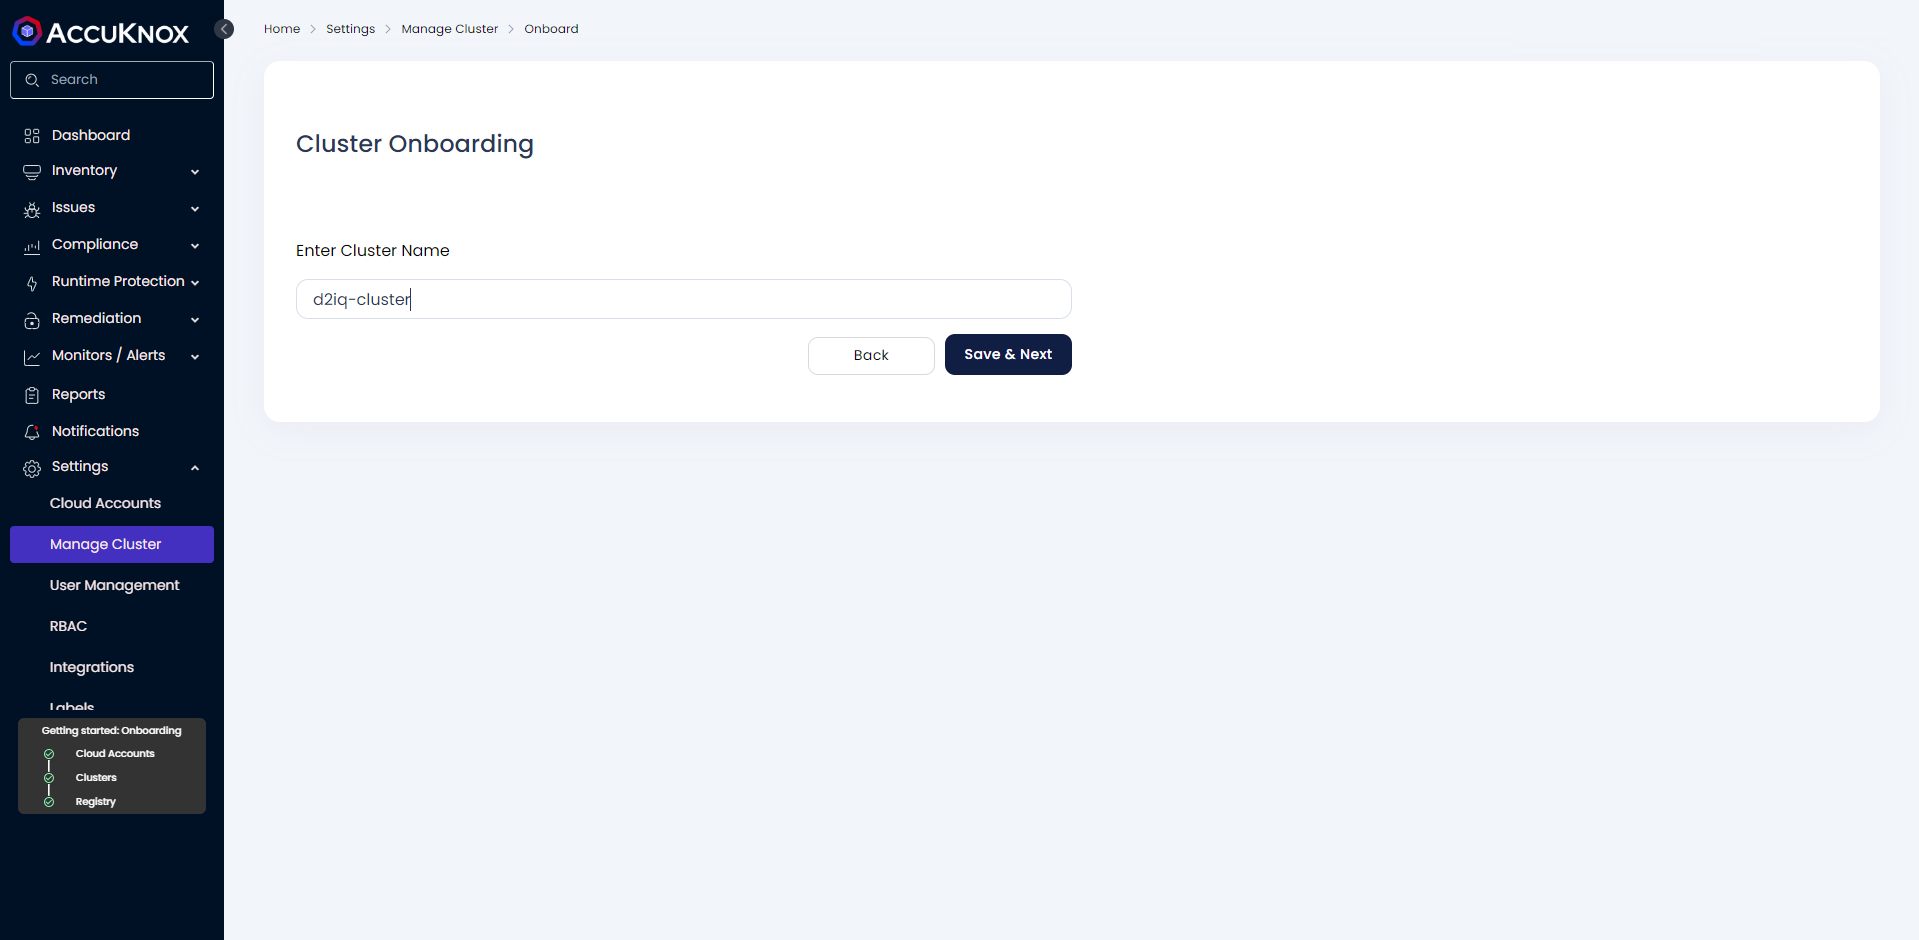 ACCUKNOX
Search
Dashboard
Inventory
Issues
Compliance
Runtime Protection
Remediation
Monitors / Alerts
Reports
Notifications
Settings
Cloud Accounts
Manage Cluster
User Management
RBAC
Integrations
Labels
Getting started: Onboarding
Cloud Accounts
Clusters
Registry
Home > Settings > Manage Cluster > Onboard
Cluster Onboarding
Enter Cluster Name
d2iq-cluster
Back Save & Next